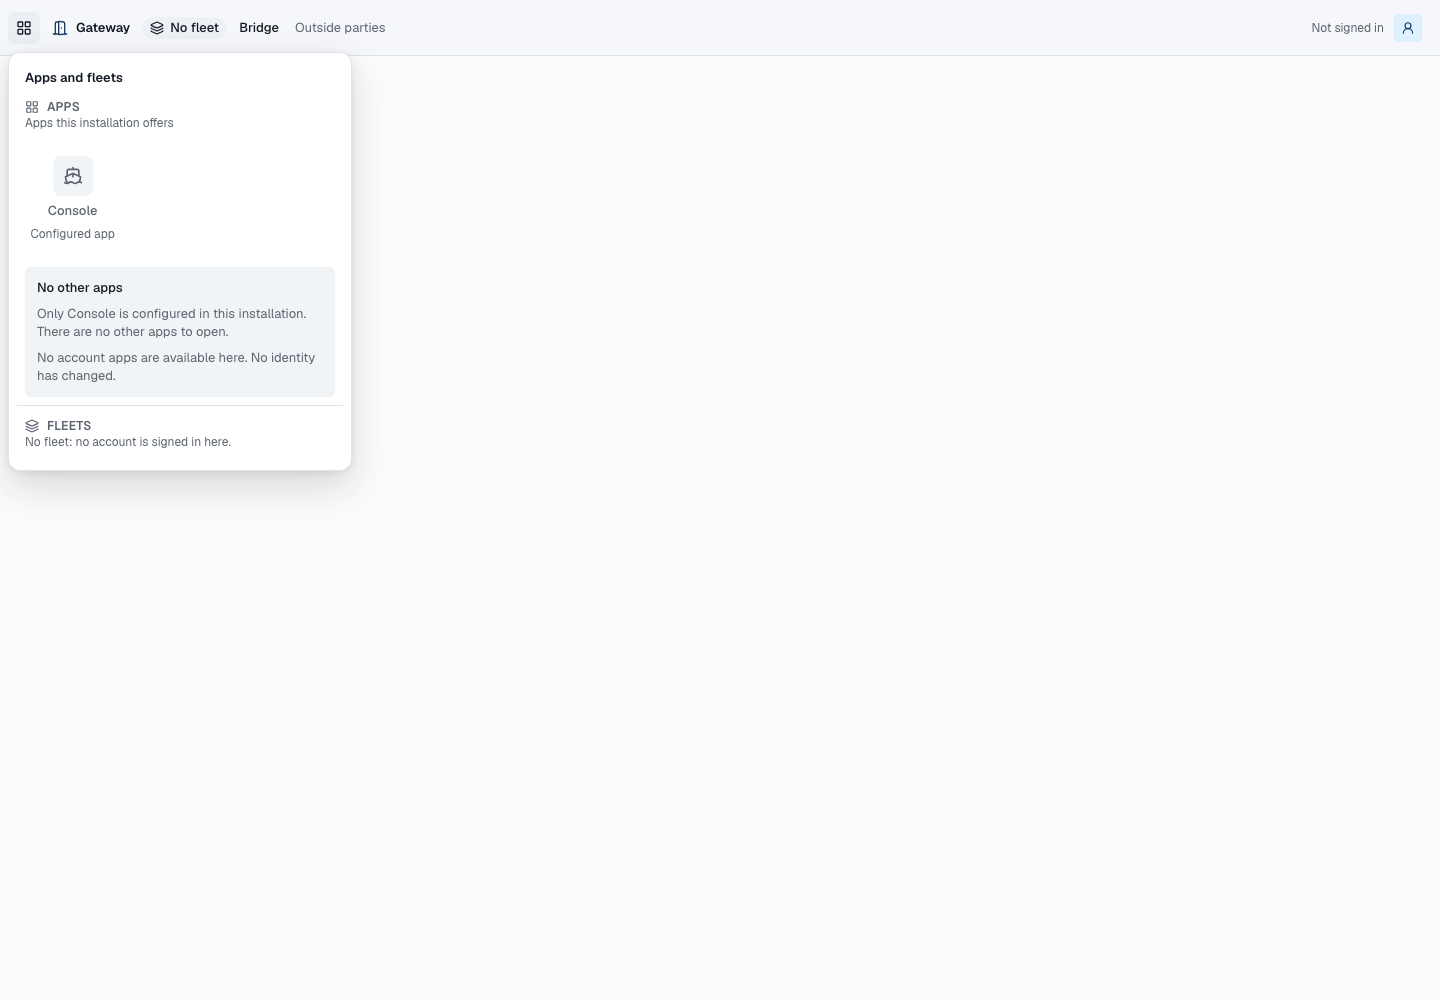 Gateway
No fleet
Bridge
Outside parties
Not signed in
Apps and fleets
APPS
Apps this installation offers
Console
Configured app
No other apps
Only Console is configured in this installation.
There are no other apps to open.
No account apps are available here. No identity
has changed.
FLEETS
No fleet: no account is signed in here.